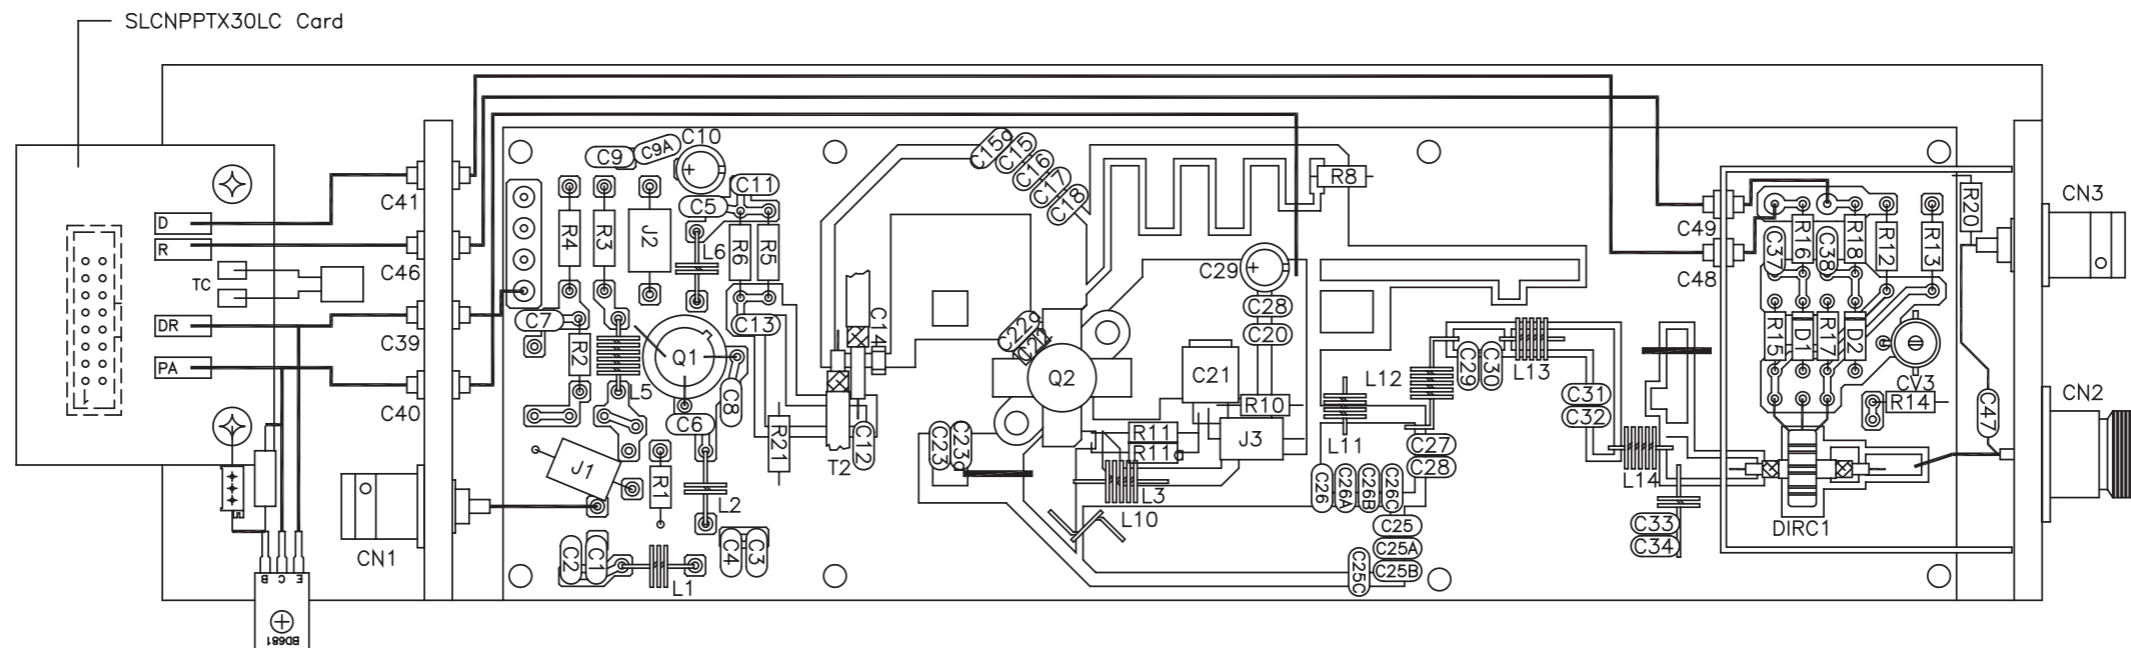 SLCNPPTX30LC Card
D
R
TC
DR
PA
1
B C E
BD681
C41
C46
C39
C40
CN1
C9
C9A
C10
C11
C5
R4
R3
J2
L6
R6
R5
C7
R2
Q1
C13
L5
C8
C6
J1
R1
L2
R21
C2
C1
L1
C4
C3
C14
T2
C12
C15a
C15
C16
C17
C18
R8
C29
C28
C20
C22a
C22
Q2
C21
R10
R11
R11a
J3
L3
L10
C23
C23a
L11
L12
C29
C30
L13
C27
C28
C26
C26A
C26B
C26C
C25
C25A
C25B
C25C
C31
C32
L14
C33
C34
C49
C48
C37
R16
C38
R18
R12
R13
R20
R15
D1
R17
D2
CV3
R14
C47
DIRC1
CN3
CN2